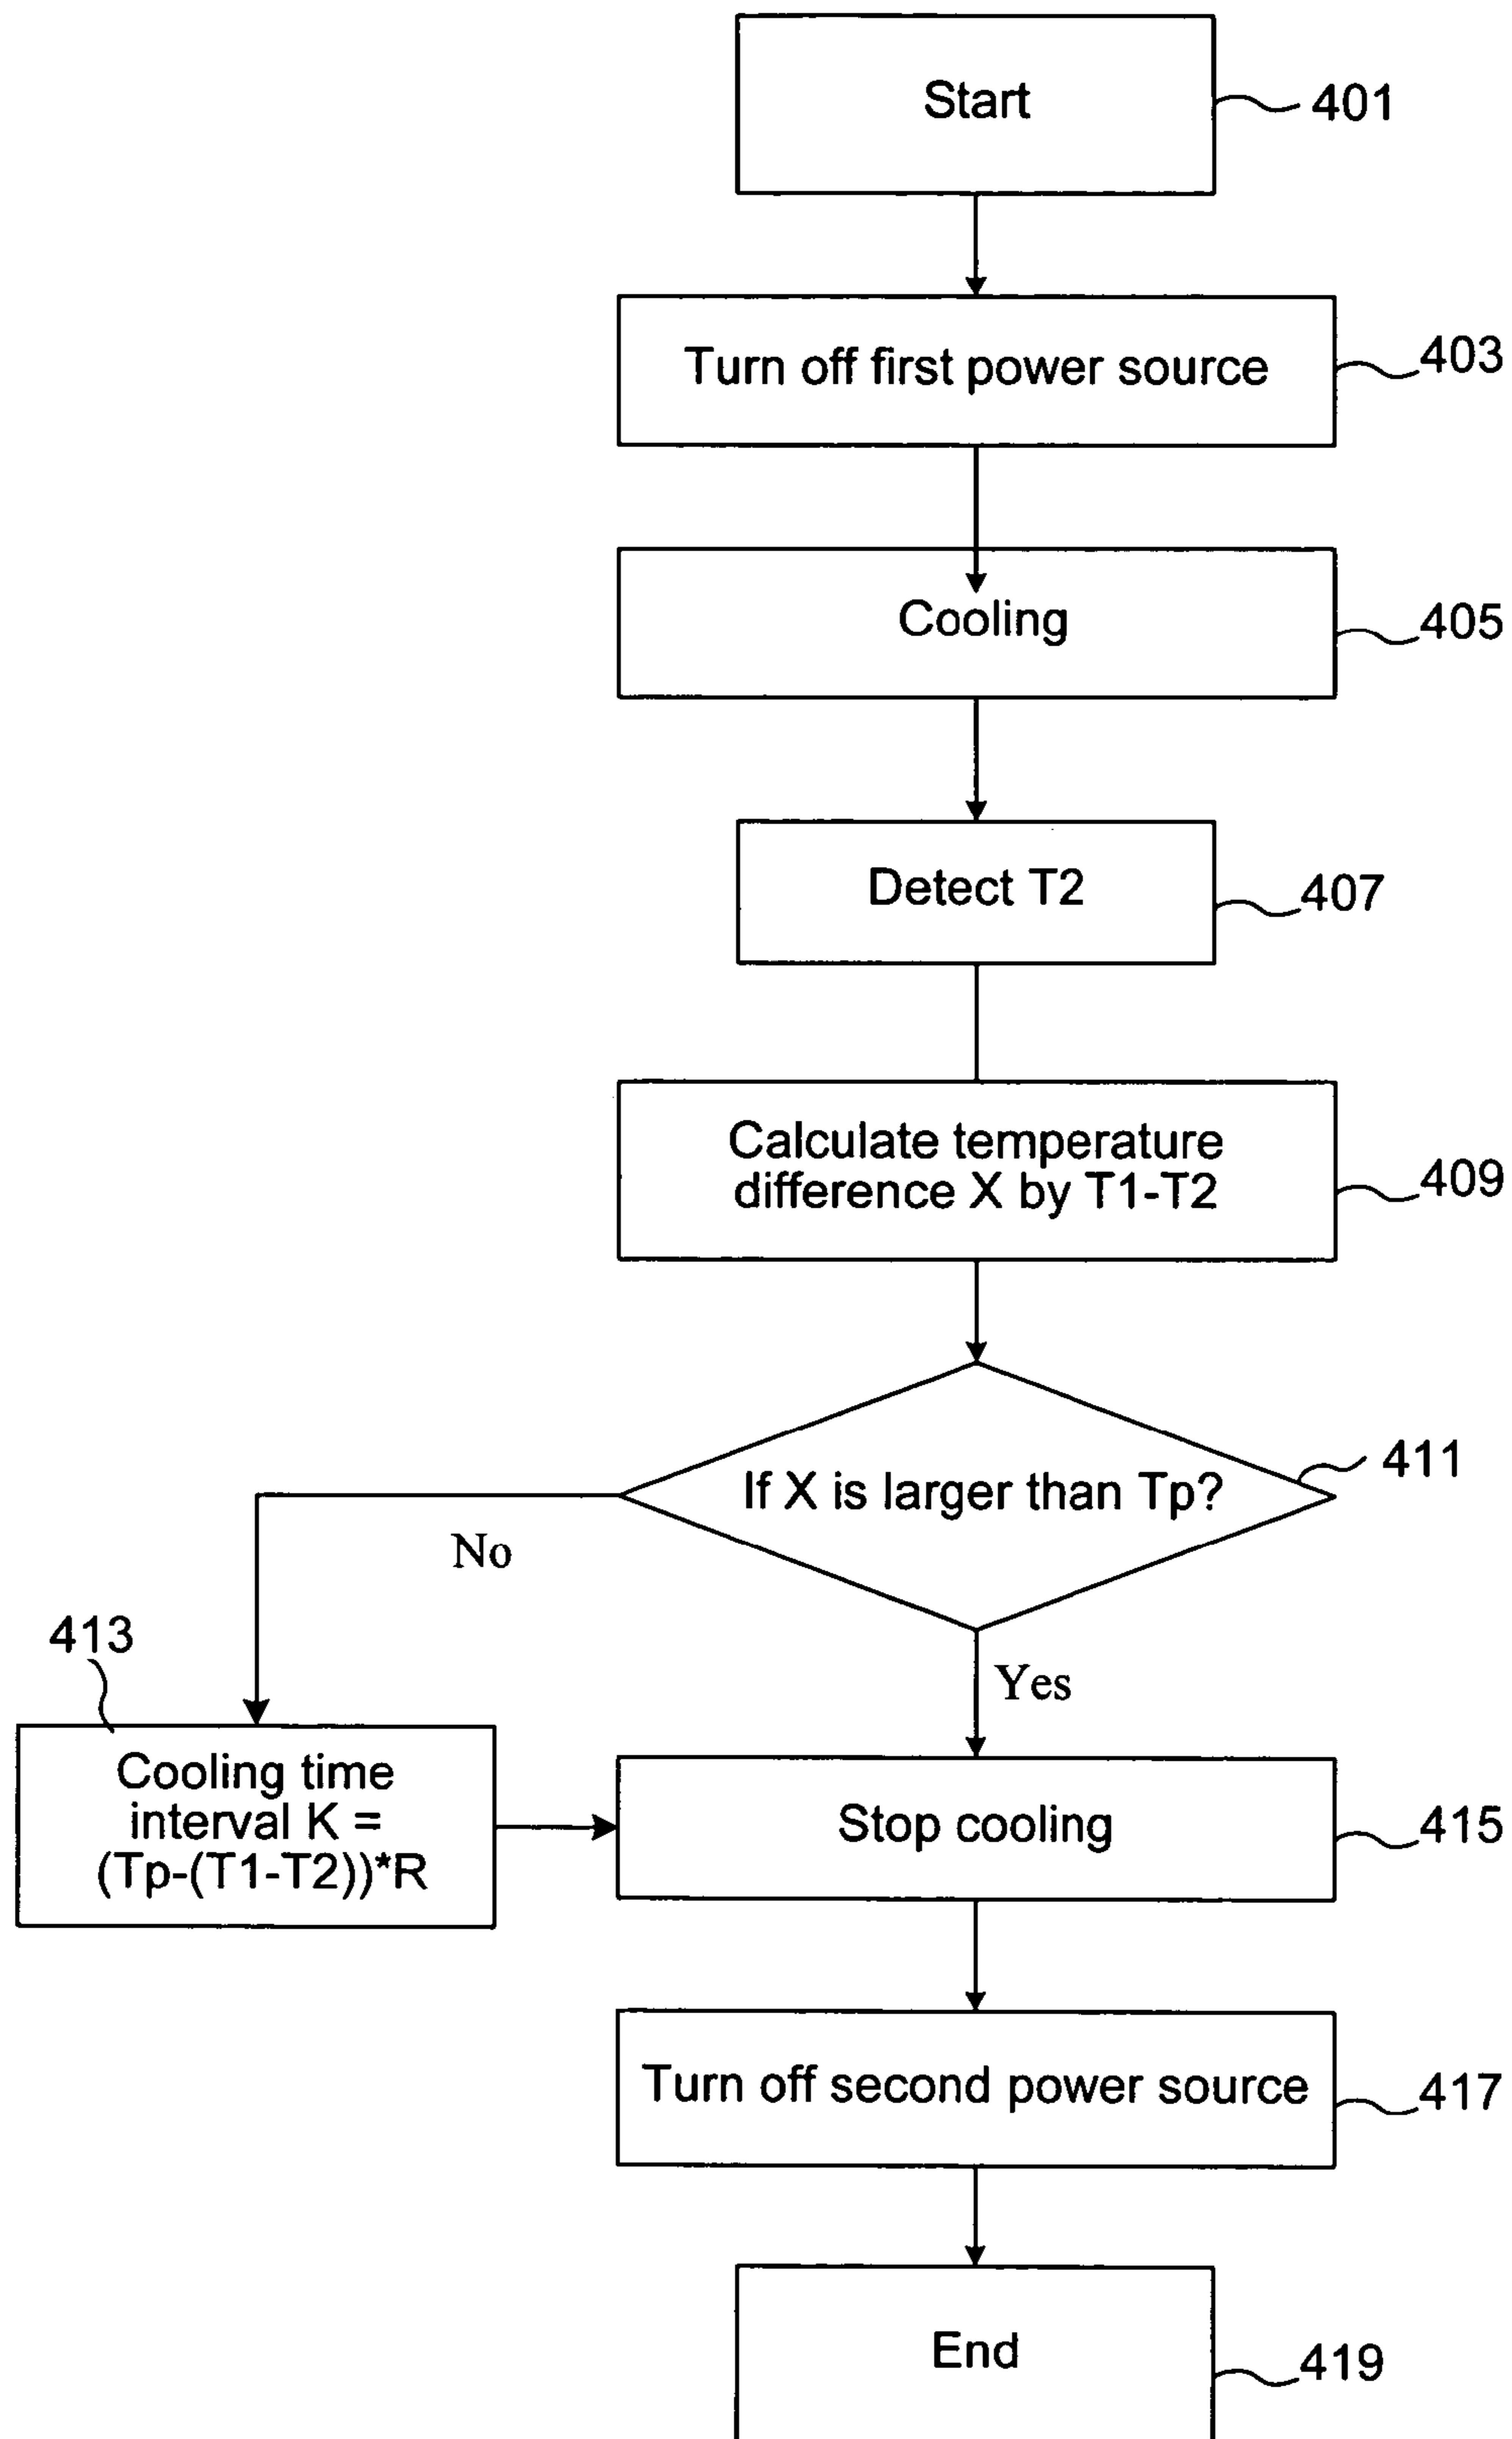 Start
401
Turn off first power source
403
Cooling
405
Detect T2
407
Calculate temperature
difference X by T1-T2
409
If X is larger than Tp?
411
No
Yes
413
Cooling time
interval K =
(Tp-(T1-T2))*R
Stop cooling
415
Turn off second power source
417
End
419